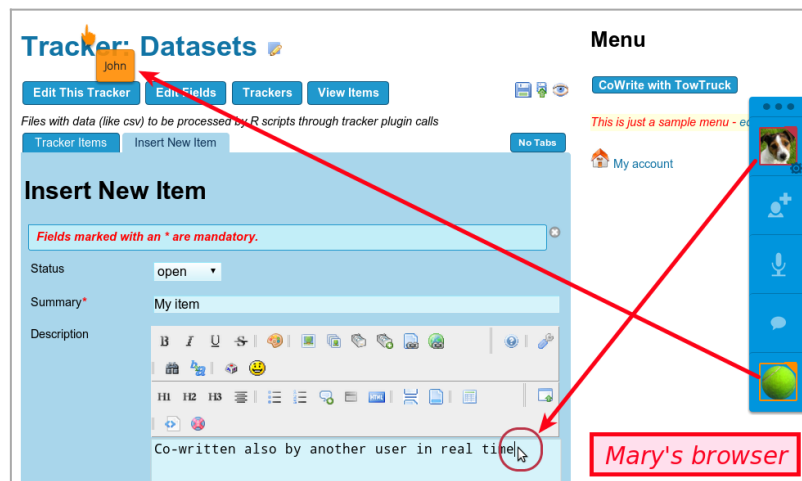 Tracker: Datasets
John
Edit This Tracker Edit Fields Trackers View Items
Files with data (like csv) to be processed by R scripts through tracker plugin calls
Tracker Items Insert New Item No Tabs
Insert New Item
Fields marked with an * are mandatory.
Status open
Summary* My item
Description
B I U S
H1 H2 H3
HTML
Co-written also by another user in real time
Menu
CoWrite with TowTruck
This is just a sample menu -
My account
Mary's browser